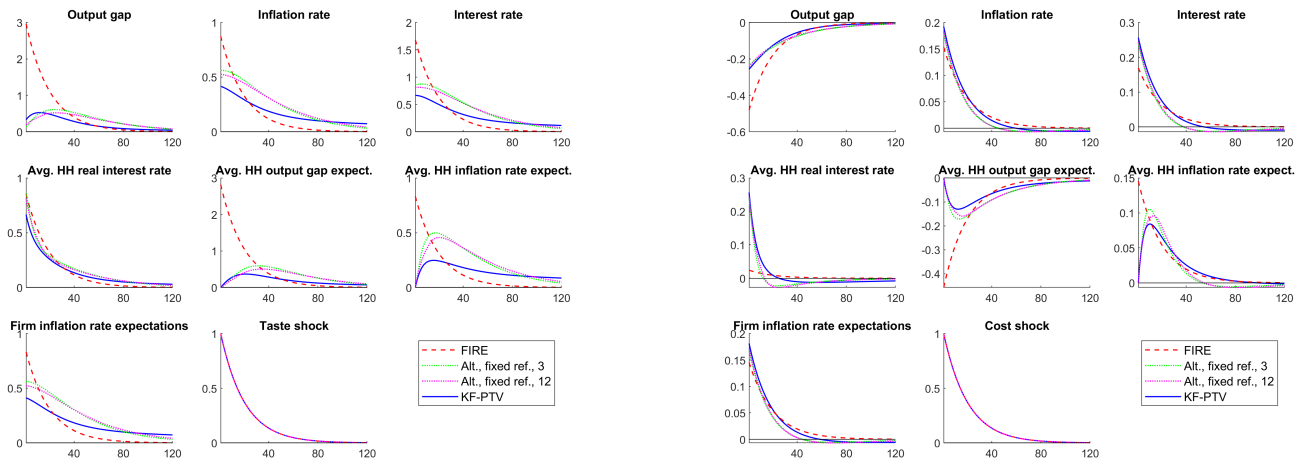 Output gap
Inflation rate
Interest rate
3
2
1
0
40 80 120
1
0.5
0
40 80 120
2
1.5
1
0.5
0
40 80 120
Avg. HH real interest rate
Avg. HH output gap expect.
Avg. HH inflation rate expect.
1
0.5
0
40 80 120
3
2
1
0
40 80 120
1
0.5
0
40 80 120
Firm inflation rate expectations
Taste shock
1
0.5
0
40 80 120
1
0.5
0
40 80 120
FIRE
Alt., fixed ref., 3
Alt., fixed ref., 12
KF-PTV
Output gap
Inflation rate
Interest rate
0
-0.2
-0.4
-0.6
40 80 120
0.2
0.15
0.1
0.05
0
40 80 120
0.3
0.2
0.1
0
40 80 120
Avg. HH real interest rate
Avg. HH output gap expect.
Avg. HH inflation rate expect.
0.3
0.2
0.1
0
40 80 120
0
-0.1
-0.2
-0.3
-0.4
40 80 120
0.15
0.1
0.05
0
40 80 120
Firm inflation rate expectations
Cost shock
0.2
0.15
0.1
0.05
0
40 80 120
1
0.5
0
40 80 120
FIRE
Alt., fixed ref., 3
Alt., fixed ref., 12
KF-PTV